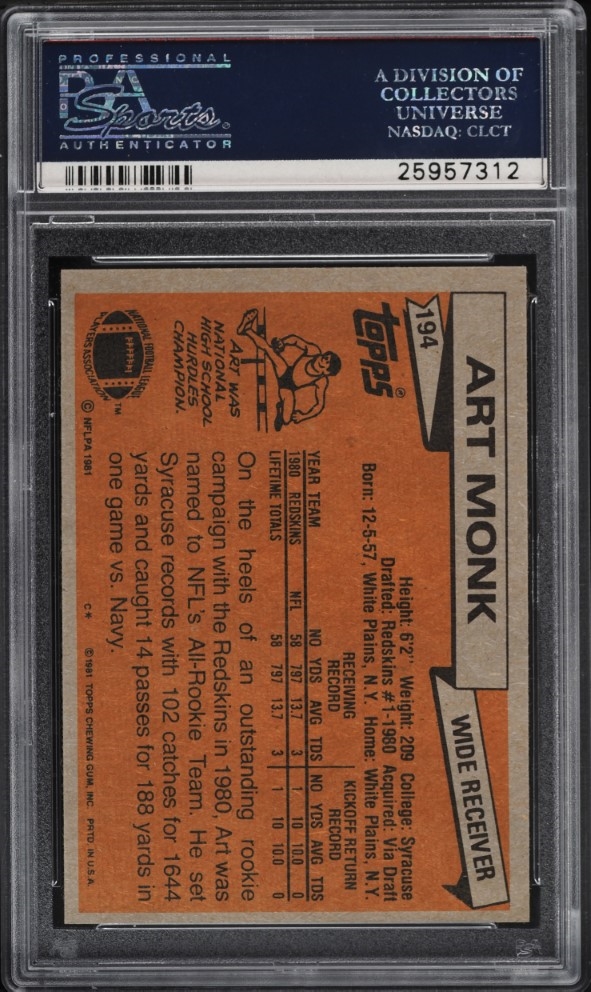 PROFESSIONAL
PSA
Sports.
AUTHENTICATOR
A DIVISION OF
COLLECTORS
UNIVERSE
NASDAQ: CLCT
25957312
194
ART MONK
WIDE RECEIVER
topps®
Height: 6'2" Weight: 209 College: Syracuse
Drafted: Redskins #1-1980 Acquired: Via Draft
Born: 12-5-57, White Plains, N.Y. Home: White Plains, N.Y.
RECEIVING RECORD KICKOFF RETURN RECORD
YEAR TEAM NO YDS AVG TDS NO YDS AVG TDS
1980 REDSKINS NFL 58 797 13.7 3 1 10 10.0 0
LIFETIME TOTALS 58 797 13.7 3 1 10 10.0 0
ART WAS
NATIONAL
HIGH SCHOOL
HURDLES
CHAMPION.
On the heels of an outstanding rookie
campaign with the Redskins in 1980, Art was
named to NFL's All-Rookie Team. He set
Syracuse records with 102 catches for 1644
yards and caught 14 passes for 188 yards in
one game vs. Navy.
NATIONAL FOOTBALL LEAGUE
PLAYERS ASSOCIATION
TM
© NFLPA 1981
C* ©1981 TOPPS CHEWING GUM, INC. PRTD. IN U.S.A.